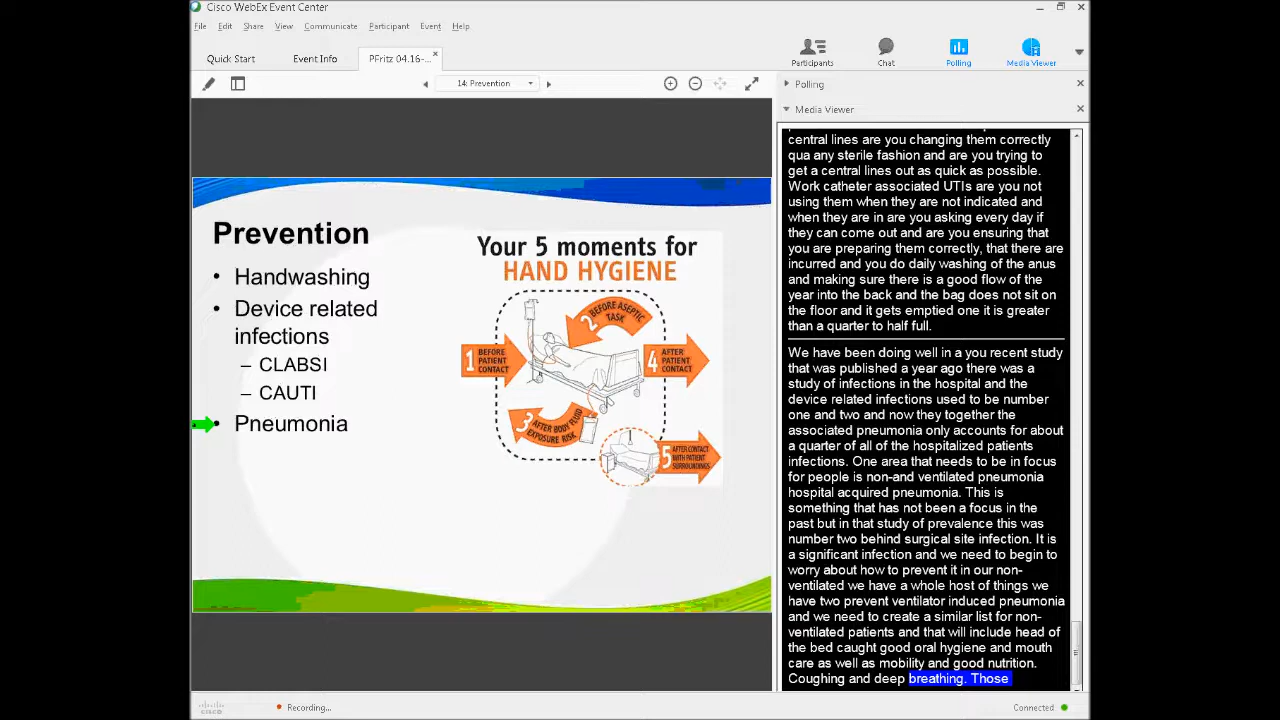 Cisco WebEx Event Center
File Edit Share View Communicate Participant Event Help
Quick Start Event Info PFritz 04.16-...
Participants Chat Polling Media Viewer
14: Prevention
Prevention
• Handwashing
• Device related
infections
– CLABSI
– CAUTI
• Pneumonia
Your 5 moments for
HAND HYGIENE
1 BEFORE
PATIENT
CONTACT
2 BEFORE ASEPTIC
TASK
3 AFTER BODY FLUID
EXPOSURE RISK
4 AFTER
PATIENT
CONTACT
5 AFTER CONTACT
WITH PATIENT
SURROUNDINGS
Polling
Media Viewer
central lines are you changing them correctly
qua any sterile fashion and are you trying to
get a central lines out as quick as possible.
Work catheter associated UTIs are you not
using them when they are not indicated and
when they are in are you asking every day if
they can come out and are you ensuring that
you are preparing them correctly, that there are
incurred and you do daily washing of the anus
and making sure there is a good flow of the
year into the back and the bag does not sit on
the floor and it gets emptied one it is greater
than a quarter to half full.
We have been doing well in a you recent study
that was published a year ago there was a
study of infections in the hospital and the
device related infections used to be number
one and two and now they together the
associated pneumonia only accounts for about
a quarter of all of the hospitalized patients
infections. One area that needs to be in focus
for people is non-and ventilated pneumonia
hospital acquired pneumonia. This is
something that has not been a focus in the
past but in that study of prevalence this was
number two behind surgical site infection. It is
a significant infection and we need to begin to
worry about how to prevent it in our non-
ventilated we have a whole host of things we
have two prevent ventilator induced pneumonia
and we need to create a similar list for non-
ventilated patients and that will include head of
the bed caught good oral hygiene and mouth
care as well as mobility and good nutrition.
Coughing and deep breathing. Those
cisco
Recording...
Connected